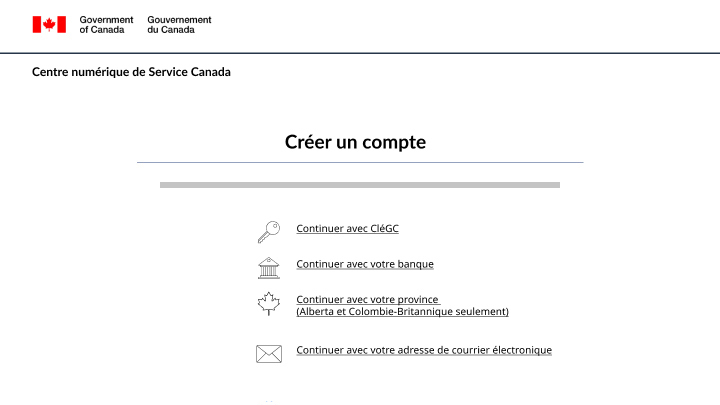 Government Gouvernement
of Canada du Canada
Centre numérique de Service Canada
Créer un compte
Continuer avec CléGC
Continuer avec votre banque
Continuer avec votre province
(Alberta et Colombie-Britannique seulement)
Continuer avec votre adresse de courrier électronique